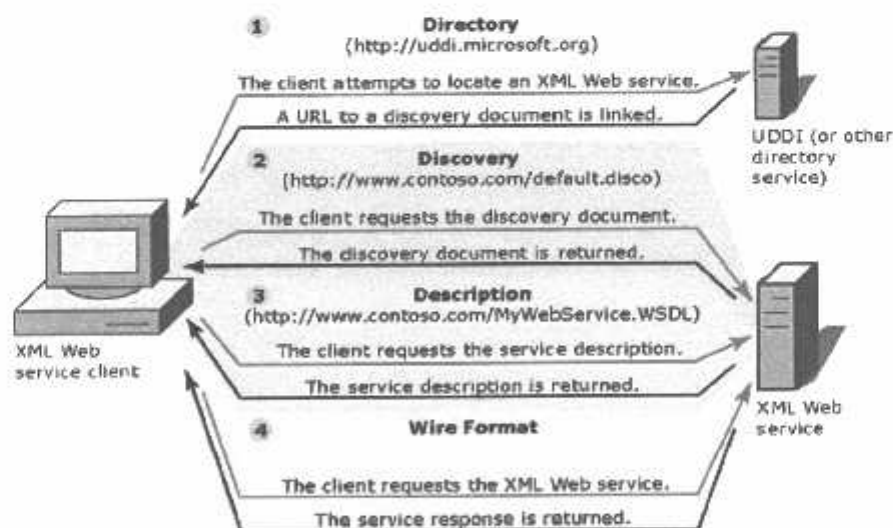 1 Directory
(http://uddi.microsoft.org)
The client attempts to locate an XML Web service.
A URL to a discovery document is linked.
UDDI (or other
directory
service)
2 Discovery
(http://www.contoso.com/default.disco)
The client requests the discovery document.
The discovery document is returned.
3 Description
(http://www.contoso.com/MyWebService.WSDL)
The client requests the service description.
The service description is returned.
XML Web
service client
XML Web
service
4 Wire Format
The client requests the XML Web service.
The service response is returned.